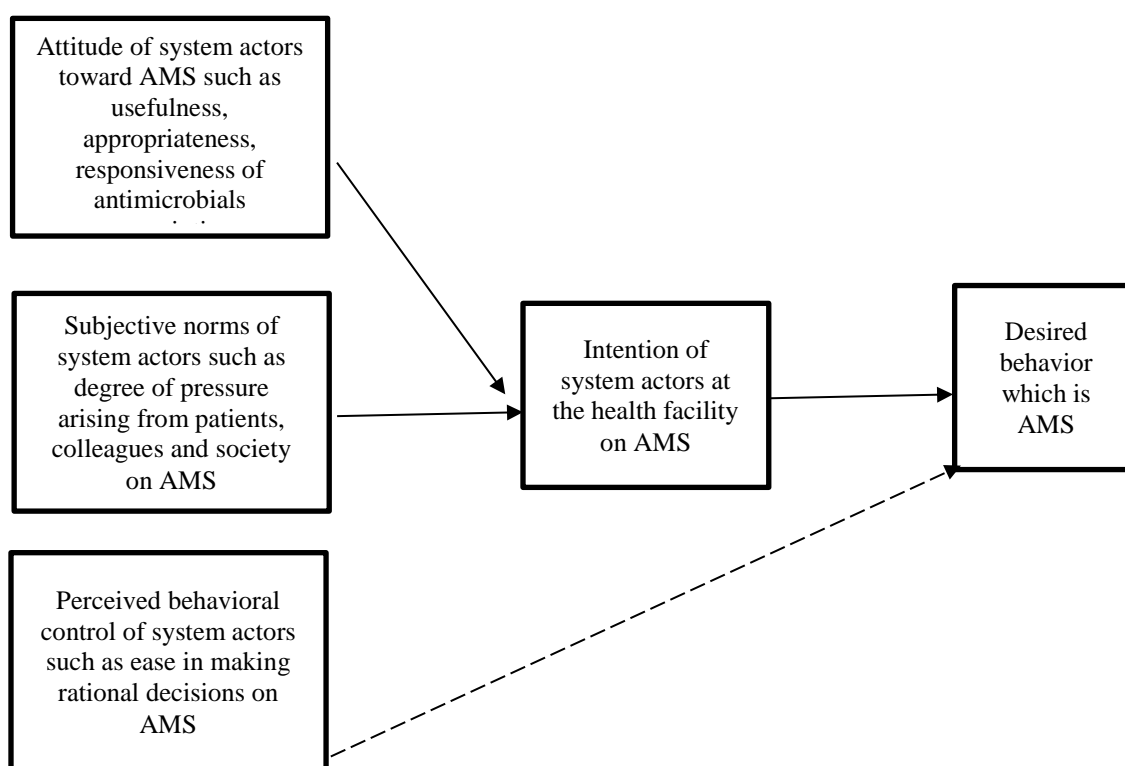 Attitude of system actors
toward AMS such as
usefulness,
appropriateness,
responsiveness of
antimicrobials
Subjective norms of
system actors such as
degree of pressure
arising from patients,
colleagues and society
on AMS
Perceived behavioral
control of system actors
such as ease in making
rational decisions on
AMS
Intention of
system actors at
the health facility
on AMS
Desired
behavior
which is
AMS